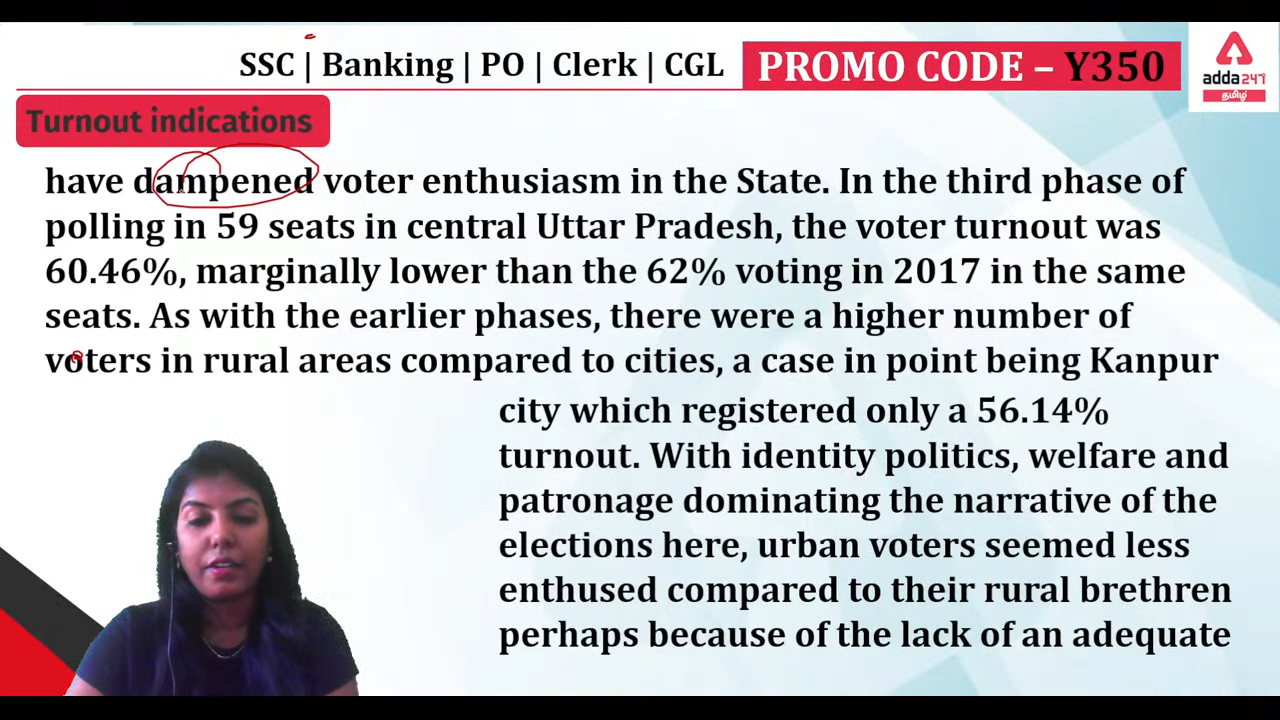 SSC | Banking | PO | Clerk | CGL
PROMO CODE – Y350
adda247
தமிழ்
Turnout indications
have dampened voter enthusiasm in the State. In the third phase of
polling in 59 seats in central Uttar Pradesh, the voter turnout was
60.46%, marginally lower than the 62% voting in 2017 in the same
seats. As with the earlier phases, there were a higher number of
voters in rural areas compared to cities, a case in point being Kanpur
city which registered only a 56.14%
turnout. With identity politics, welfare and
patronage dominating the narrative of the
elections here, urban voters seemed less
enthused compared to their rural brethren
perhaps because of the lack of an adequate